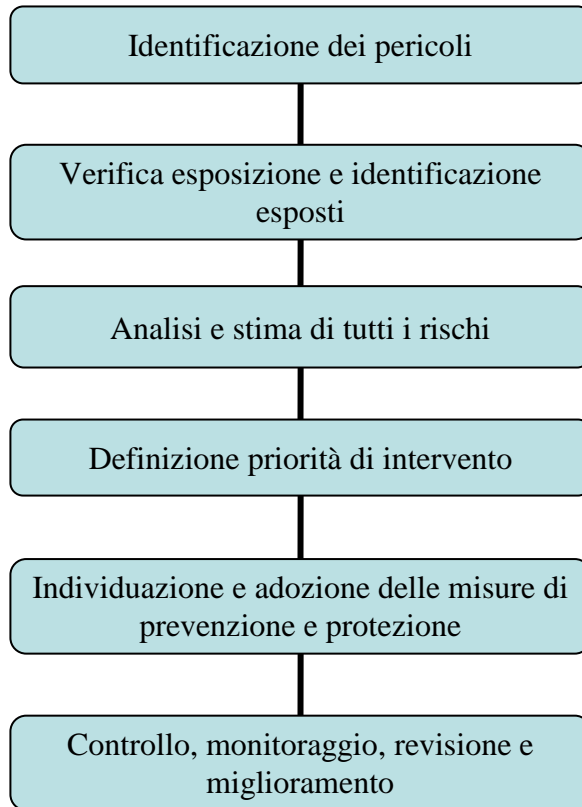 Identificazione dei pericoli
Verifica esposizione e identificazione
esposti
Analisi e stima di tutti i rischi
Definizione priorità di intervento
Individuazione e adozione delle misure di
prevenzione e protezione
Controllo, monitoraggio, revisione e
miglioramento